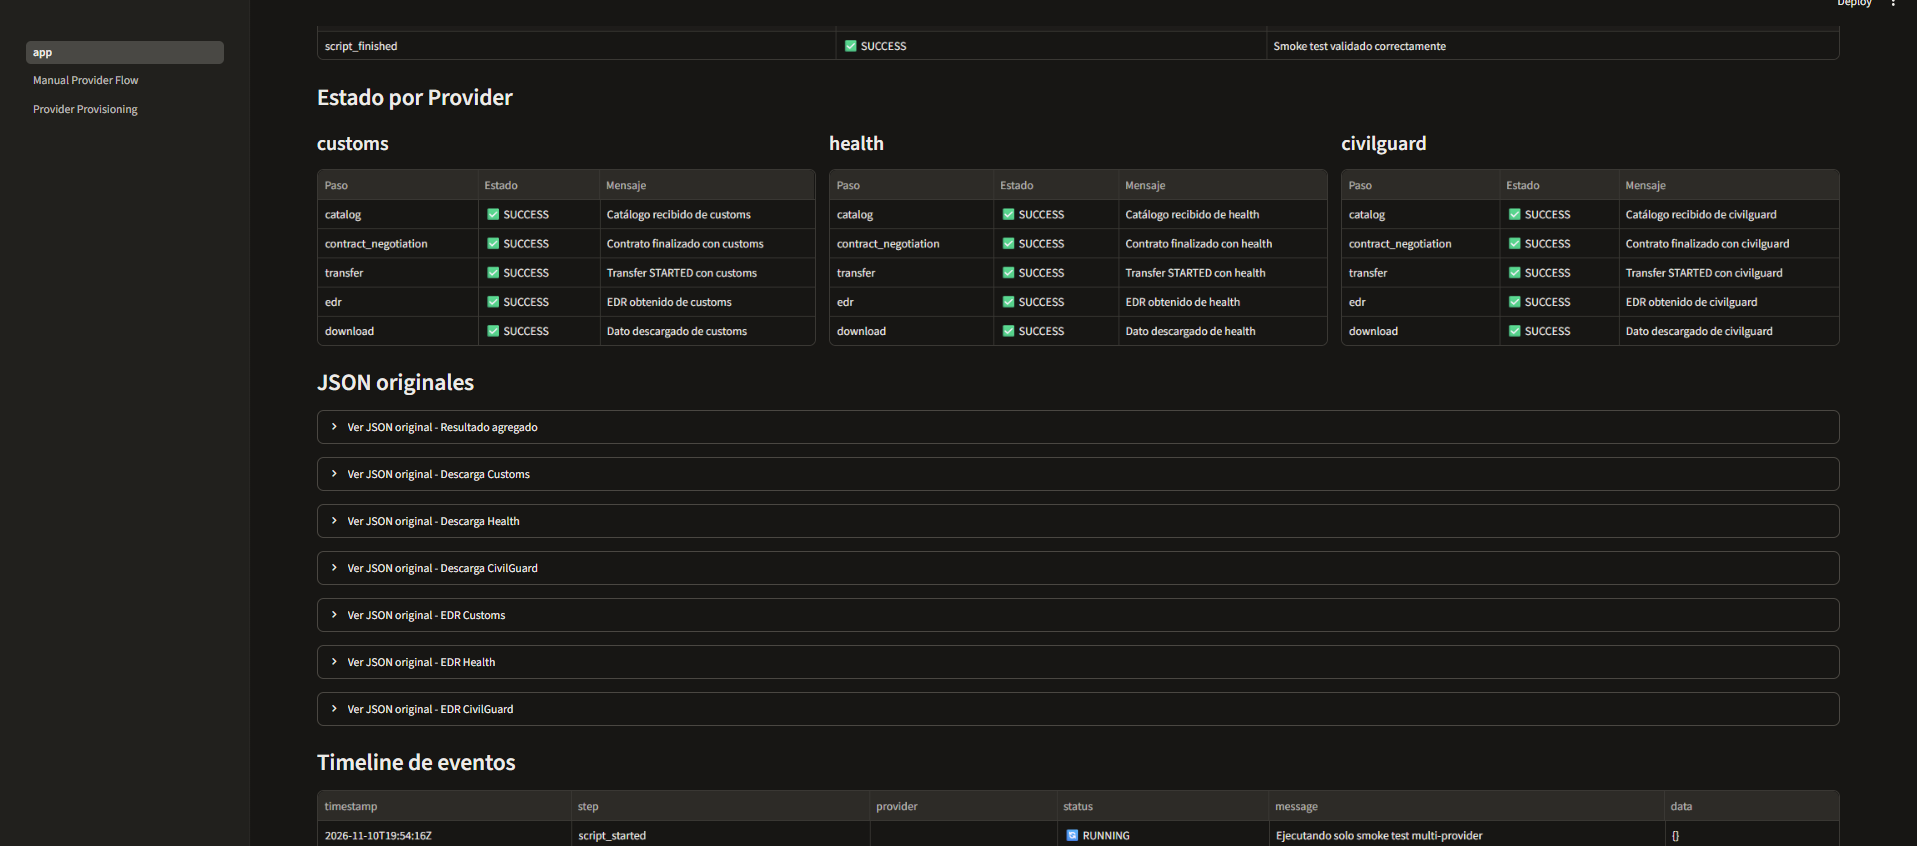 Deploy
app
Manual Provider Flow
Provider Provisioning
script_finished ✅ SUCCESS Smoke test validado correctamente
Estado por Provider
customs
Paso Estado Mensaje
catalog ✅ SUCCESS Catálogo recibido de customs
contract_negotiation ✅ SUCCESS Contrato finalizado con customs
transfer ✅ SUCCESS Transfer STARTED con customs
edr ✅ SUCCESS EDR obtenido de customs
download ✅ SUCCESS Dato descargado de customs
health
Paso Estado Mensaje
catalog ✅ SUCCESS Catálogo recibido de health
contract_negotiation ✅ SUCCESS Contrato finalizado con health
transfer ✅ SUCCESS Transfer STARTED con health
edr ✅ SUCCESS EDR obtenido de health
download ✅ SUCCESS Dato descargado de health
civilguard
Paso Estado Mensaje
catalog ✅ SUCCESS Catálogo recibido de civilguard
contract_negotiation ✅ SUCCESS Contrato finalizado con civilguard
transfer ✅ SUCCESS Transfer STARTED con civilguard
edr ✅ SUCCESS EDR obtenido de civilguard
download ✅ SUCCESS Dato descargado de civilguard
JSON originales
Ver JSON original - Resultado agregado
Ver JSON original - Descarga Customs
Ver JSON original - Descarga Health
Ver JSON original - Descarga CivilGuard
Ver JSON original - EDR Customs
Ver JSON original - EDR Health
Ver JSON original - EDR CivilGuard
Timeline de eventos
timestamp step provider status message data
2026-11-10T19:54:16Z script_started RUNNING Ejecutando solo smoke test multi-provider {}